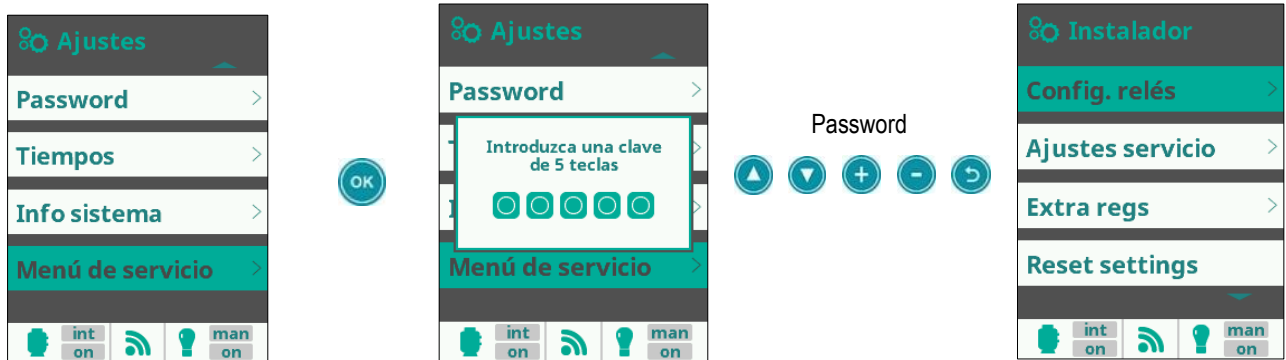 Ajustes
Password
Tiempos
Info sistema
Menú de servicio
int
on
man
on
OK
Ajustes
Password
Introduzca una clave
de 5 teclas
Menú de servicio
int
on
man
on
Password
Instalador
Config. relés
Ajustes servicio
Extra regs
Reset settings
int
on
man
on